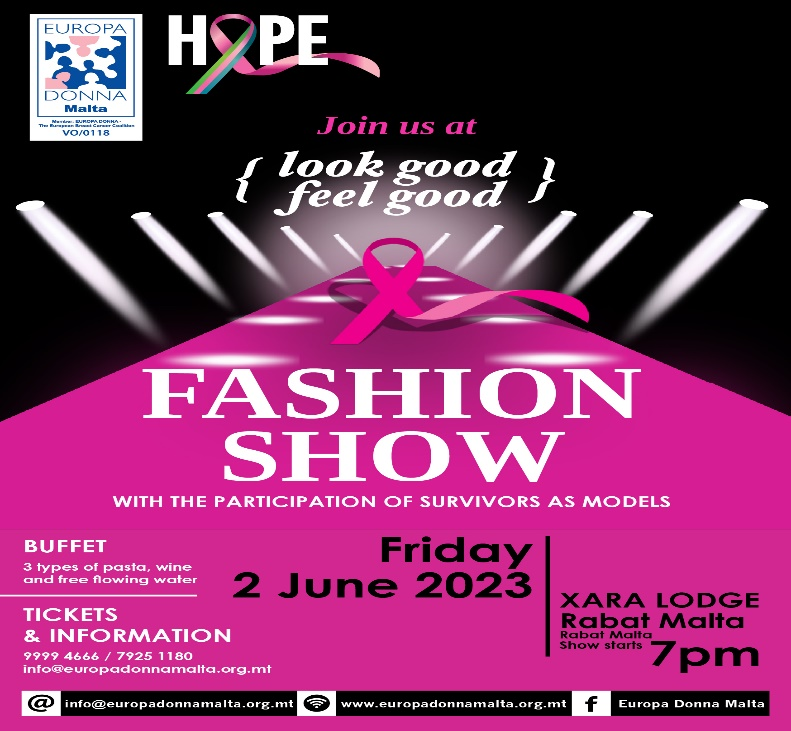 EUROPA
DONNA
Malta
Member: EUROPA DONNA -
The European Breast Cancer Coalition
VO/0118
HOPE
Join us at
{ look good
feel good }
FASHION
SHOW
WITH THE PARTICIPATION OF SURVIVORS AS MODELS
BUFFET
3 types of pasta, wine
and free flowing water
TICKETS
& INFORMATION
9999 4666 / 7925 1180
info@europadonnamalta.org.mt
Friday
2 June 2023
XARA LODGE
Rabat Malta
Rabat Malta
Show starts 7pm
@ info@europadonnamalta.org.mt www.europadonnamalta.org.mt f Europa Donna Malta